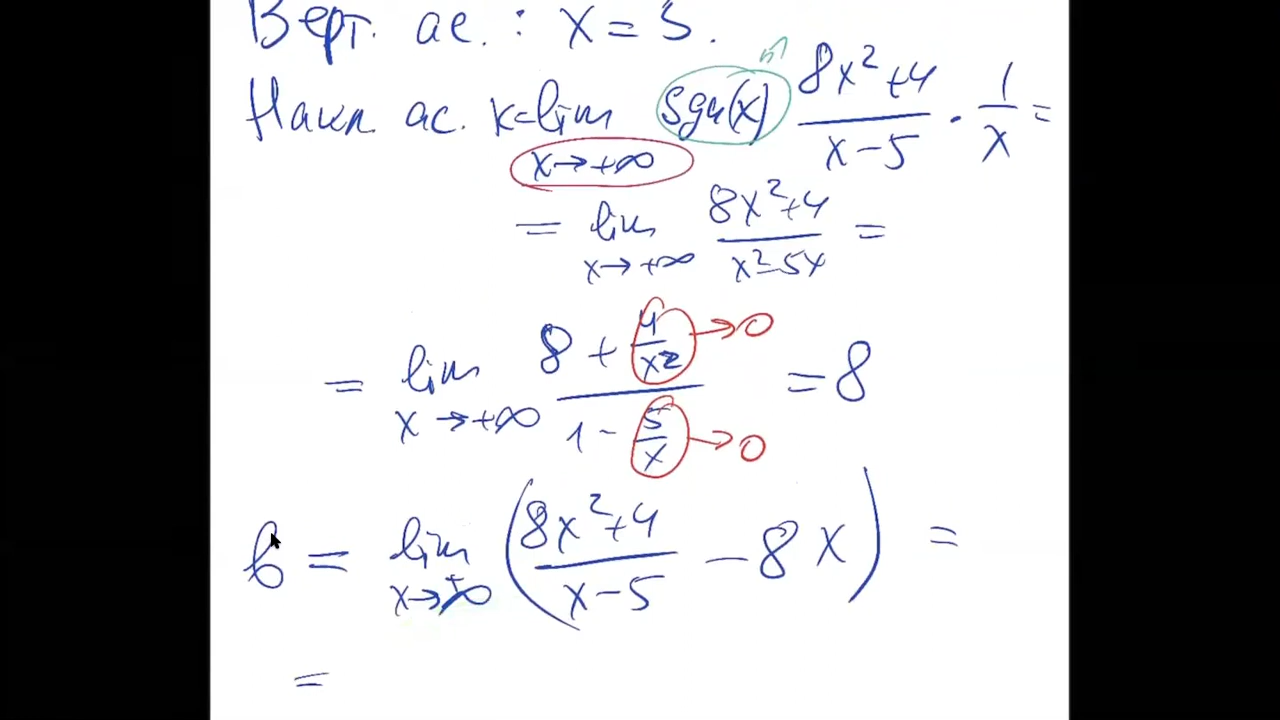 Верт. ас. : x = 5.
Накл ас. k=lim x→+∞ sgn(x) (8x²+4)/(x−5) · 1/x =
= lim x→+∞ (8x²+4)/(x²−5x) =
= lim x→+∞ (8 + 4/x²)/(1 − 5/x) = 8
→0
→0
b = lim x→+∞ ((8x²+4)/(x−5) − 8x) =
=